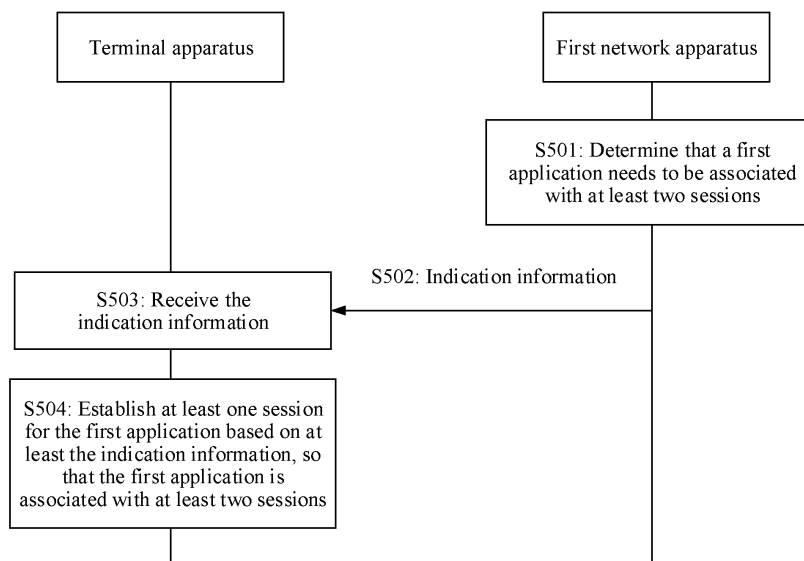 Terminal apparatus
First network apparatus
S501: Determine that a first
application needs to be associated
with at least two sessions
S502: Indication information
S503: Receive the
indication information
S504: Establish at least one session
for the first application based on at
least the indication information, so
that the first application is
associated with at least two sessions